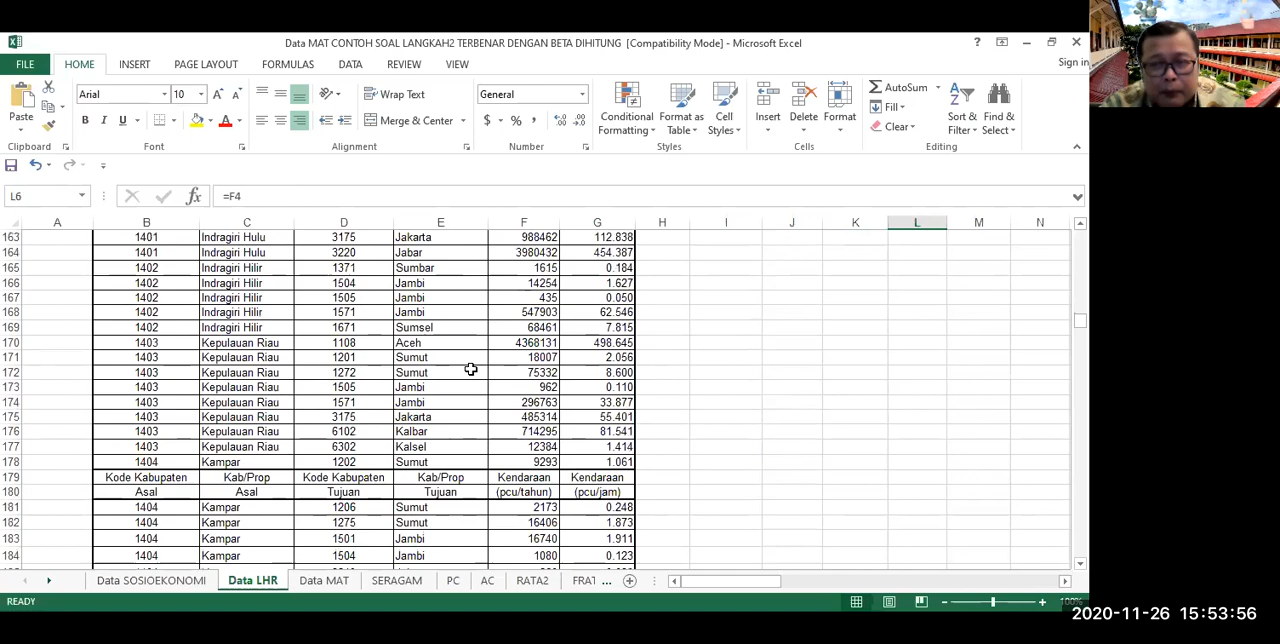 Data MAT CONTOH SOAL LANGKAH2 TERBENAR DENGAN BETA DIHITUNG [Compatibility Mode] - Microsoft Excel
Sign in
FILE HOME INSERT PAGE LAYOUT FORMULAS DATA REVIEW VIEW
Paste
Arial 10
B I U
Wrap Text
Merge & Center
General
$ % ,
Conditional Formatting
Format as Table
Cell Styles
Insert
Delete
Format
AutoSum
Fill
Clear
Sort & Filter
Find & Select
Clipboard Font Alignment Number Styles Cells Editing
L6 fx =F4
A B C D E F G H I J K L M N
163 1401 Indragiri Hulu 3175 Jakarta 988462 112.838
164 1401 Indragiri Hulu 3220 Jabar 3980432 454.387
165 1402 Indragiri Hilir 1371 Sumbar 1615 0.184
166 1402 Indragiri Hilir 1504 Jambi 14254 1.627
167 1402 Indragiri Hilir 1505 Jambi 435 0.050
168 1402 Indragiri Hilir 1571 Jambi 547903 62.546
169 1402 Indragiri Hilir 1671 Sumsel 68461 7.815
170 1403 Kepulauan Riau 1108 Aceh 4368131 498.645
171 1403 Kepulauan Riau 1201 Sumut 18007 2.056
172 1403 Kepulauan Riau 1272 Sumut 75332 8.600
173 1403 Kepulauan Riau 1505 Jambi 962 0.110
174 1403 Kepulauan Riau 1571 Jambi 296763 33.877
175 1403 Kepulauan Riau 3175 Jakarta 485314 55.401
176 1403 Kepulauan Riau 6102 Kalbar 714295 81.541
177 1403 Kepulauan Riau 6302 Kalsel 12384 1.414
178 1404 Kampar 1202 Sumut 9293 1.061
179 Kode Kabupaten Kab/Prop Kode Kabupaten Kab/Prop Kendaraan Kendaraan
180 Asal Asal Tujuan Tujuan (pcu/tahun) (pcu/jam)
181 1404 Kampar 1206 Sumut 2173 0.248
182 1404 Kampar 1275 Sumut 16406 1.873
183 1404 Kampar 1501 Jambi 16740 1.911
184 1404 Kampar 1504 Jambi 1080 0.123
Data SOSIOEKONOMI Data LHR Data MAT SERAGAM PC AC RATA2 FRAT ...
READY 100%
2020-11-26 15:53:56